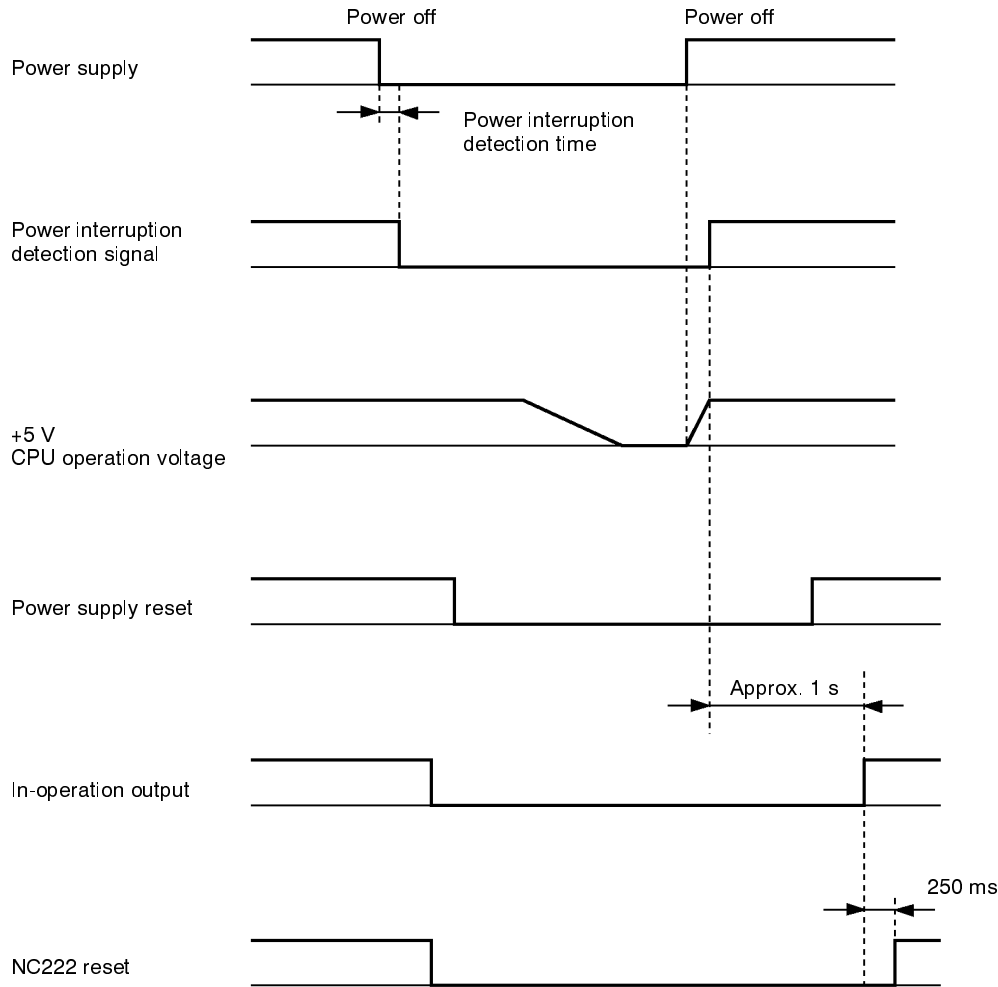 Power off
Power off
Power supply
Power interruption
detection time
Power interruption
detection signal
+5 V
CPU operation voltage
Power supply reset
Approx. 1 s
In-operation output
250 ms
NC222 reset